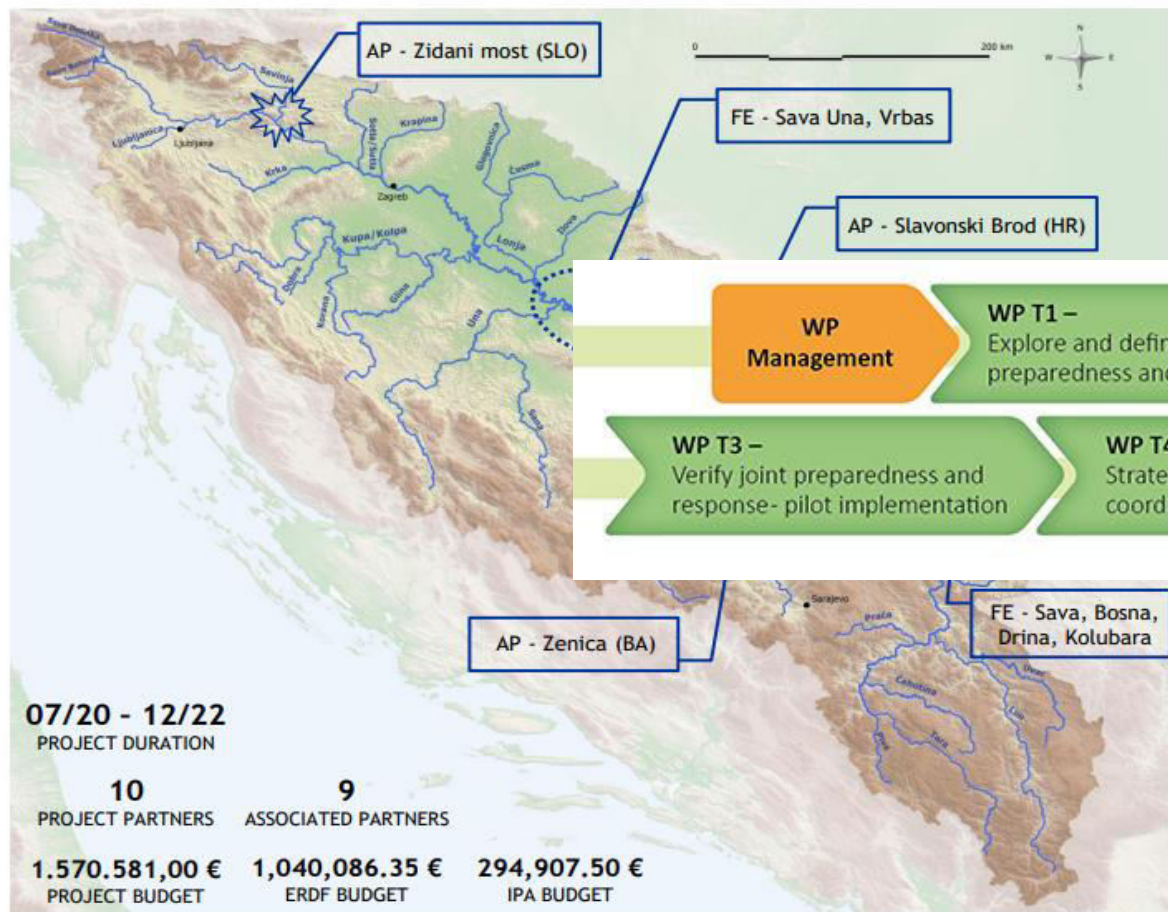 Sava Dolinka
Sava Bohinjka
AP - Zidani most (SLO)
0
200 km
N
W
E
S
Savinja
FE - Sava Una, Vrbas
Ljubljanica
Ljubljana
Sutla/Sotla
Krapina
Glogovnica
Česma
Krka
Zagreb
Ilova
AP - Slavonski Brod (HR)
Kupa/Kolpa
Lonja
Dobra
Korana
Glina
Una
Sana
WP
Management
WP T1 –
Explore and defin
preparedness and
WP T3 –
Verify joint preparedness and
response- pilot implementation
WP T4
Strate
coord
Sarajevo
Prača
FE - Sava, Bosna,
Drina, Kolubara
AP - Zenica (BA)
Uvac
Ćehotina
Lim
Piva
Tara
07/20 - 12/22
PROJECT DURATION
10
9
PROJECT PARTNERS
ASSOCIATED PARTNERS
1.570.581,00 €
1,040,086.35 €
294,907.50 €
PROJECT BUDGET
ERDF BUDGET
IPA BUDGET